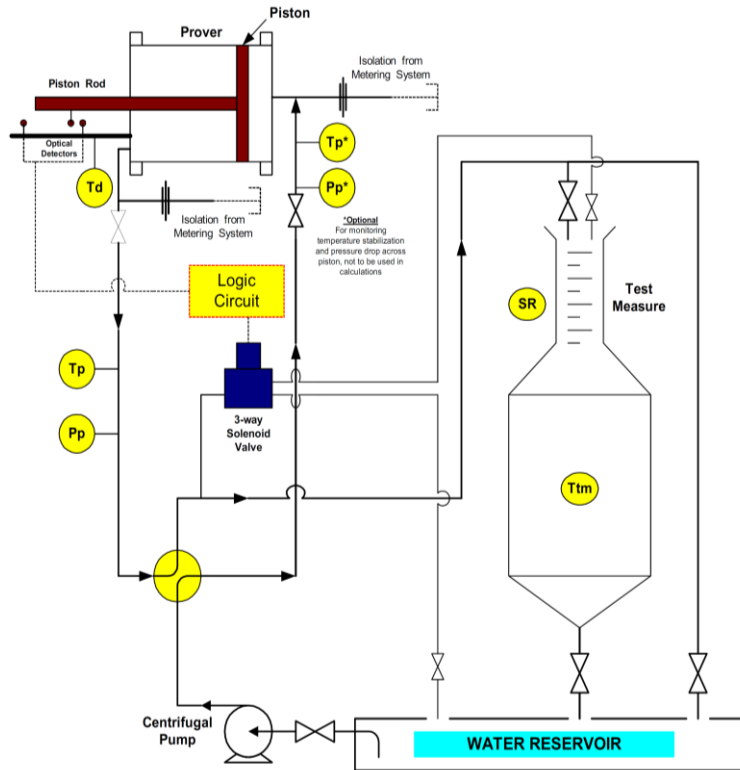 Piston
Prover
Isolation from
Metering System
Piston Rod
Optical
Detectors
Td
Tp*
Pp*
Isolation from
Metering System
*Optional
For monitoring
temperature stabilization
and pressure drop across
piston, not to be used in
calculations
Logic
Circuit
SR
Test
Measure
Tp
Pp
3-way
Solenoid
Valve
Ttm
Centrifugal
Pump
WATER RESERVOIR